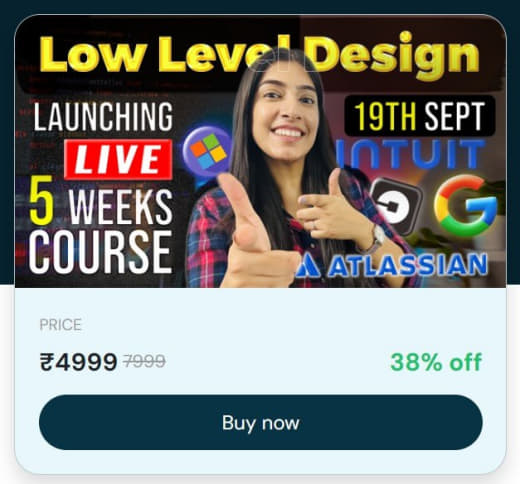 Low Level Design
LAUNCHING
LIVE
5 WEEKS
COURSE
19TH SEPT
INTUIT
ATLASSIAN
PRICE
₹4999 7999
38% off
Buy now